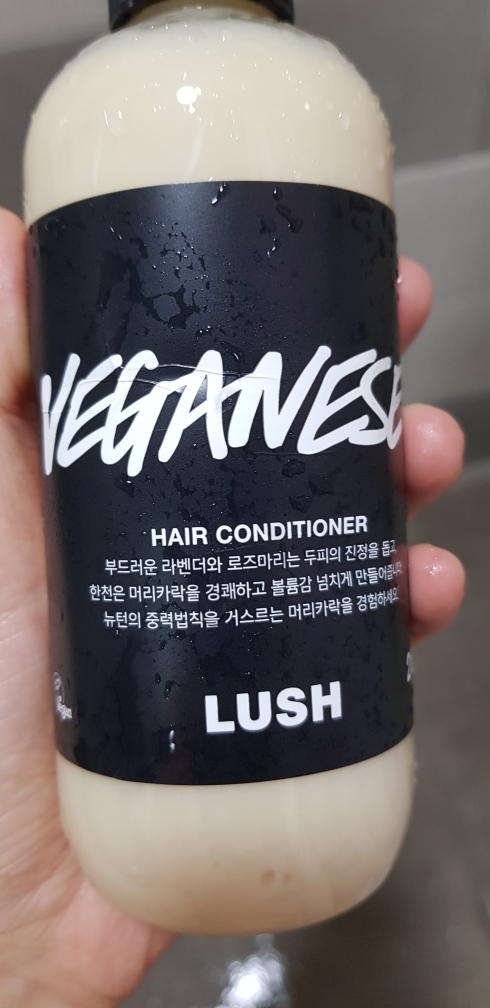 VEGANESE
HAIR CONDITIONER
부드러운 라벤더와 로즈마리는 두피의 진정을 돕고,
한천은 머리카락을 경쾌하고 볼륨감 넘치게 만들어줍니다.
뉴턴의 중력법칙을 거스르는 머리카락을 경험하세요.
LUSH